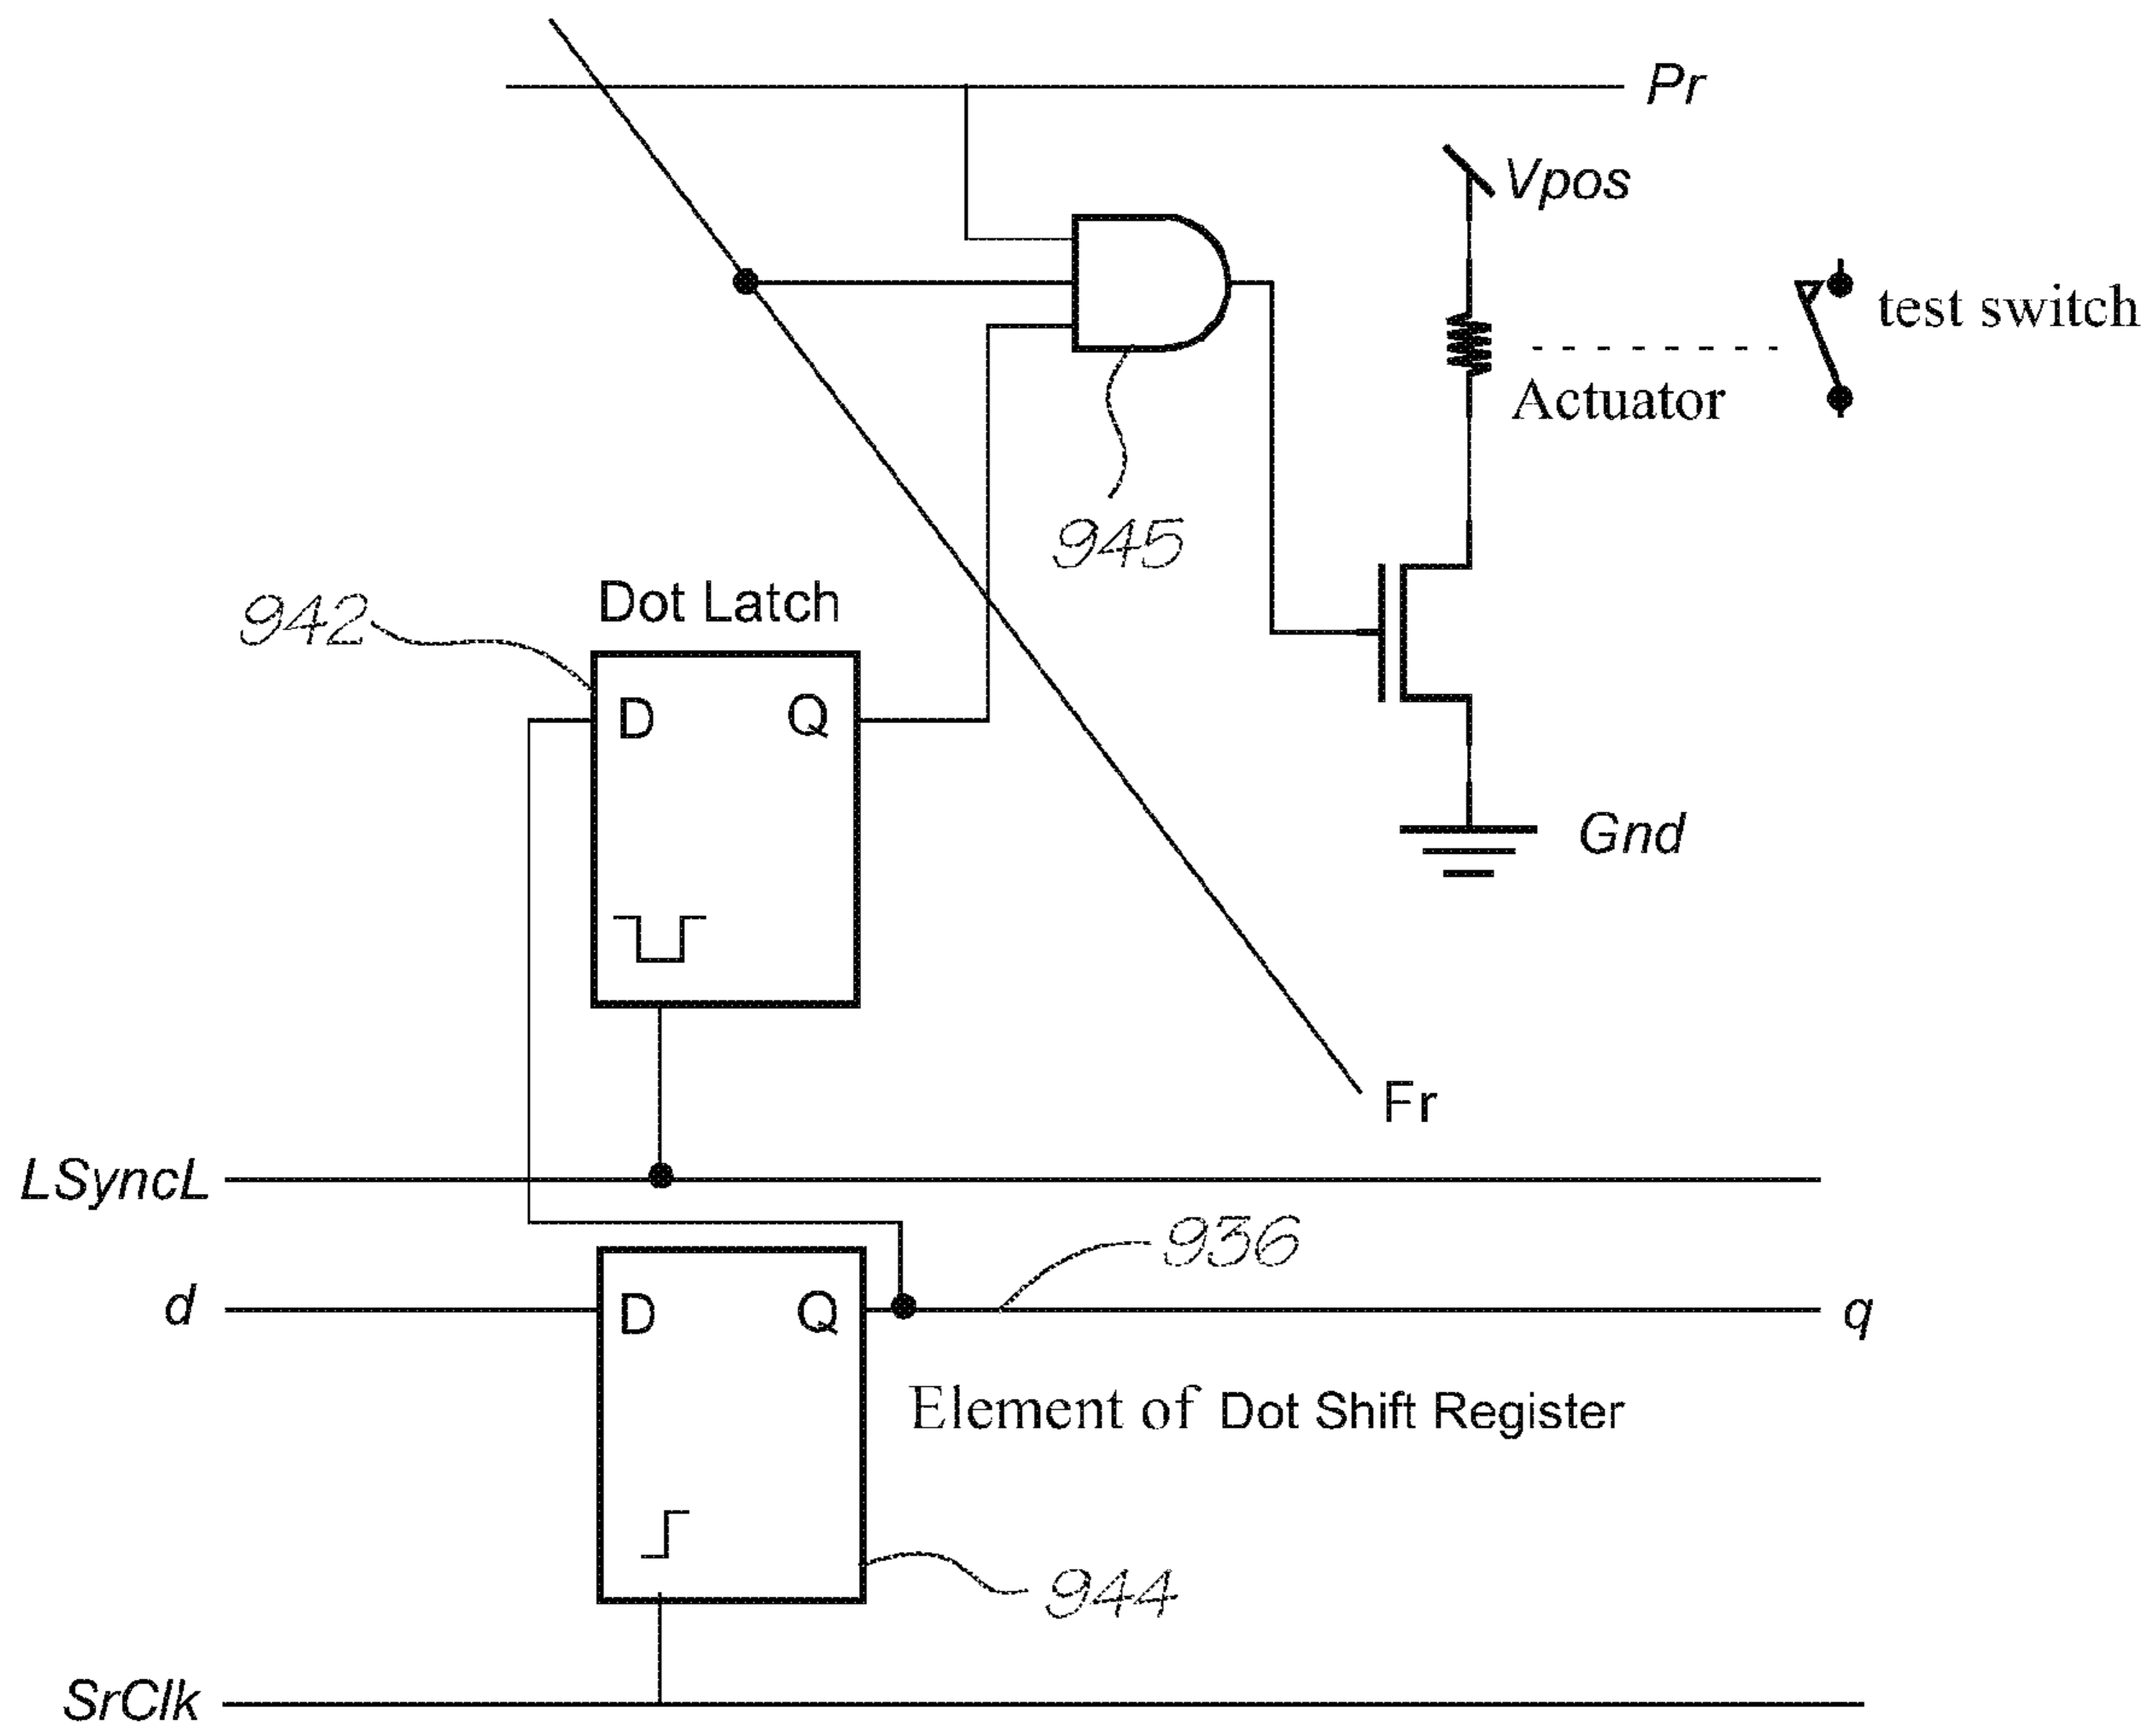 Pr
Vpos
test switch
Actuator
945
Dot Latch
942
D Q
Gnd
Fr
LSyncL
936
d
D Q
q
Element of Dot Shift Register
944
SrClk